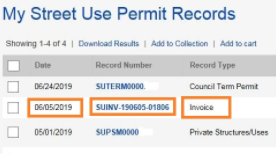 My Street Use Permit Records
Showing 1-4 of 4 | Download Results | Add to Collection | Add to cart
Date Record Number Record Type
06/24/2019 SUTERM0000. Council Term Permit
06/05/2019 SUINV-190605-01806 Invoice
05/01/2019 SUPSM0000 Private Structures/Uses